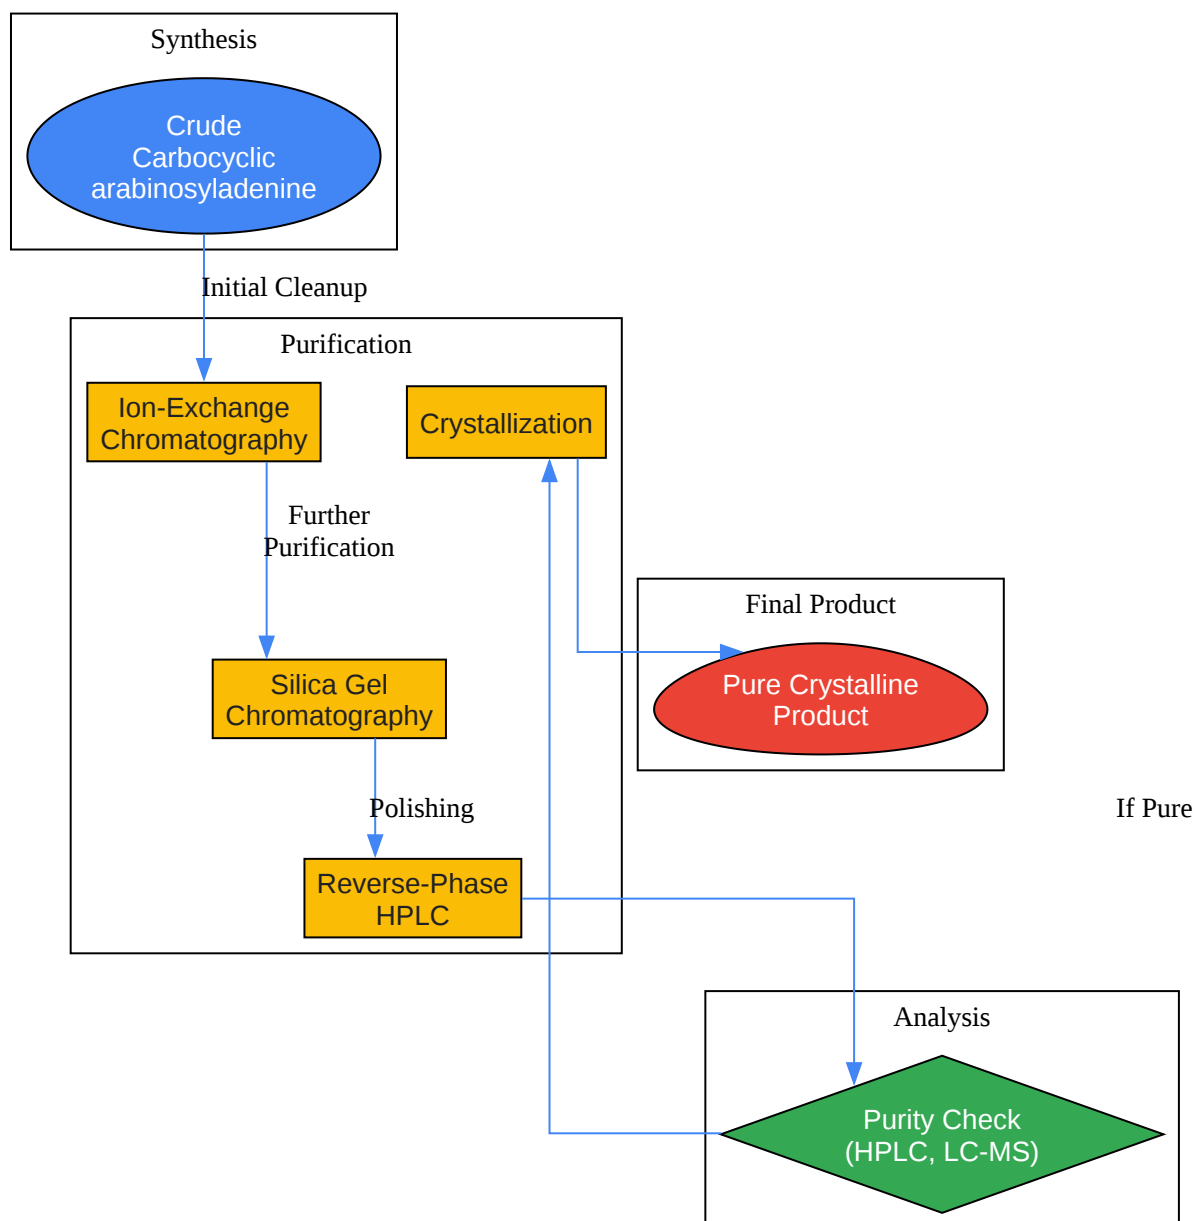 Synthesis
Crude
Carbocyclic
arabinosyladenine
Initial Cleanup
Purification
Ion-Exchange
Chromatography
Crystallization
Further
Purification
Final Product
Silica Gel
Chromatography
Pure Crystalline
Product
Polishing
If Pure
Reverse-Phase
HPLC
Analysis
Purity Check
(HPLC, LC-MS)